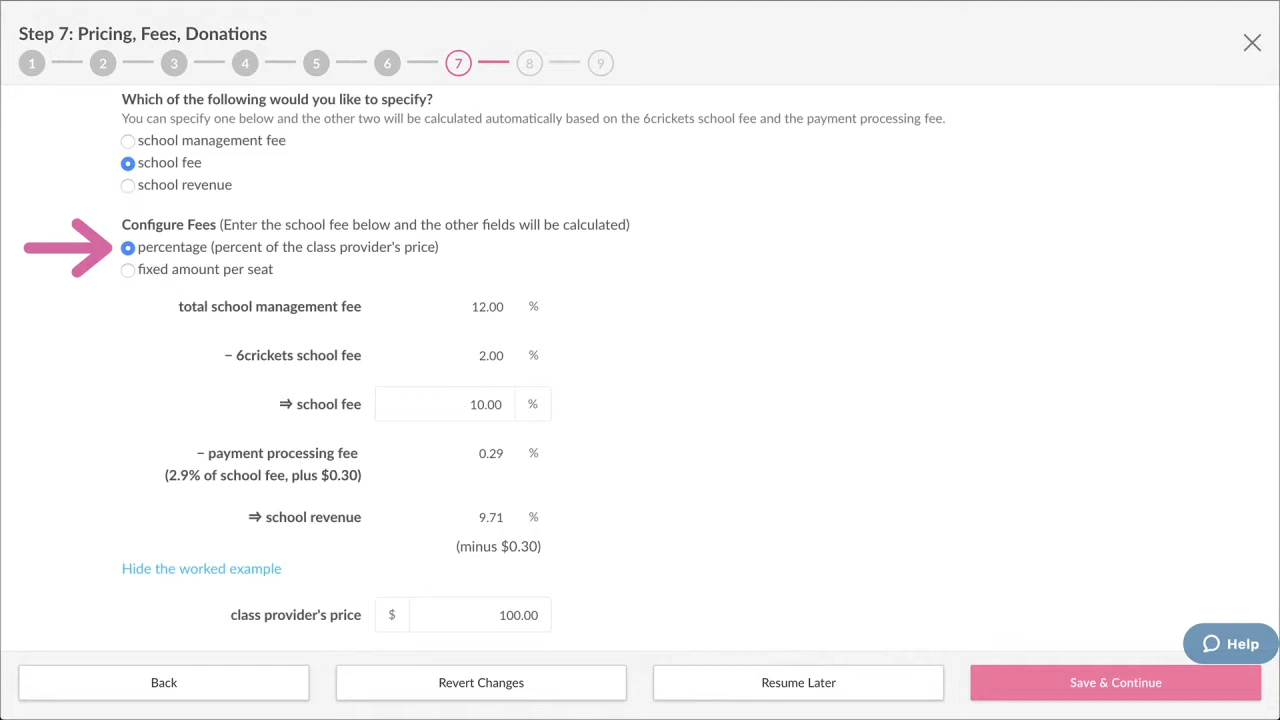 Step 7: Pricing, Fees, Donations
1 2 3 4 5 6 7 8 9
Which of the following would you like to specify?
You can specify one below and the other two will be calculated automatically based on the 6crickets school fee and the payment processing fee.
school management fee
school fee
school revenue
Configure Fees (Enter the school fee below and the other fields will be calculated)
percentage (percent of the class provider's price)
fixed amount per seat
total school management fee 12.00 %
– 6crickets school fee 2.00 %
⇒ school fee 10.00 %
– payment processing fee 0.29 %
(2.9% of school fee, plus $0.30)
⇒ school revenue 9.71 %
(minus $0.30)
Hide the worked example
class provider's price $ 100.00
Help
Back Revert Changes Resume Later Save & Continue